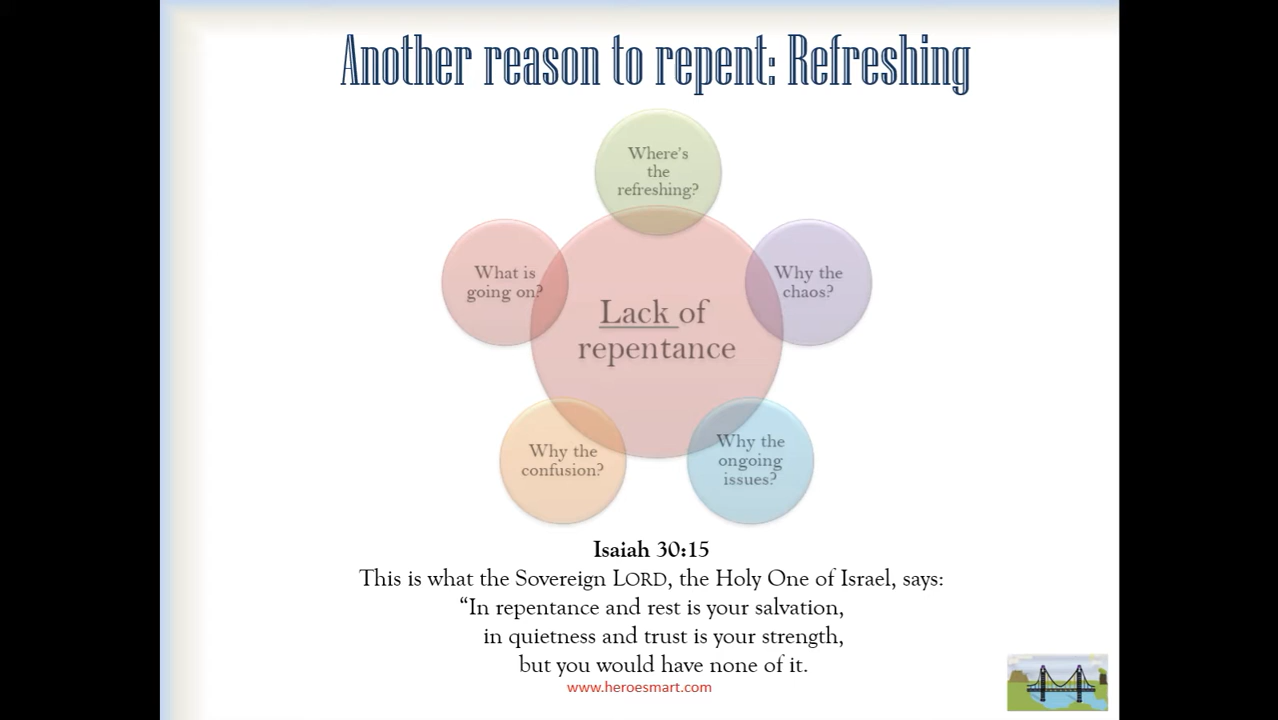 Another reason to repent: Refreshing
Where's
the
refreshing?
What is
going on?
Why the
chaos?
Lack of
repentance
Why the
confusion?
Why the
ongoing
issues?
Isaiah 30:15
This is what the Sovereign LORD, the Holy One of Israel, says:
“In repentance and rest is your salvation,
in quietness and trust is your strength,
but you would have none of it.
www.heroesmart.com